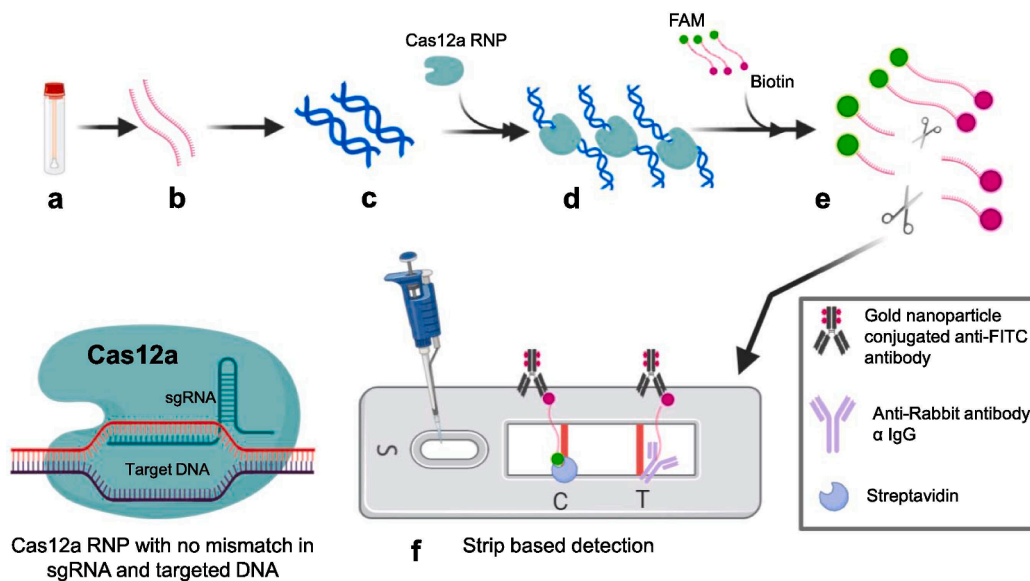 Cas12a RNP
FAM
Biotin
a
b
c
d
e
Cas12a
sgRNA
Target DNA
Cas12a RNP with no mismatch in
sgRNA and targeted DNA
S
C
T
f
Strip based detection
Gold nanoparticle
conjugated anti-FITC
antibody
Anti-Rabbit antibody
α IgG
Streptavidin